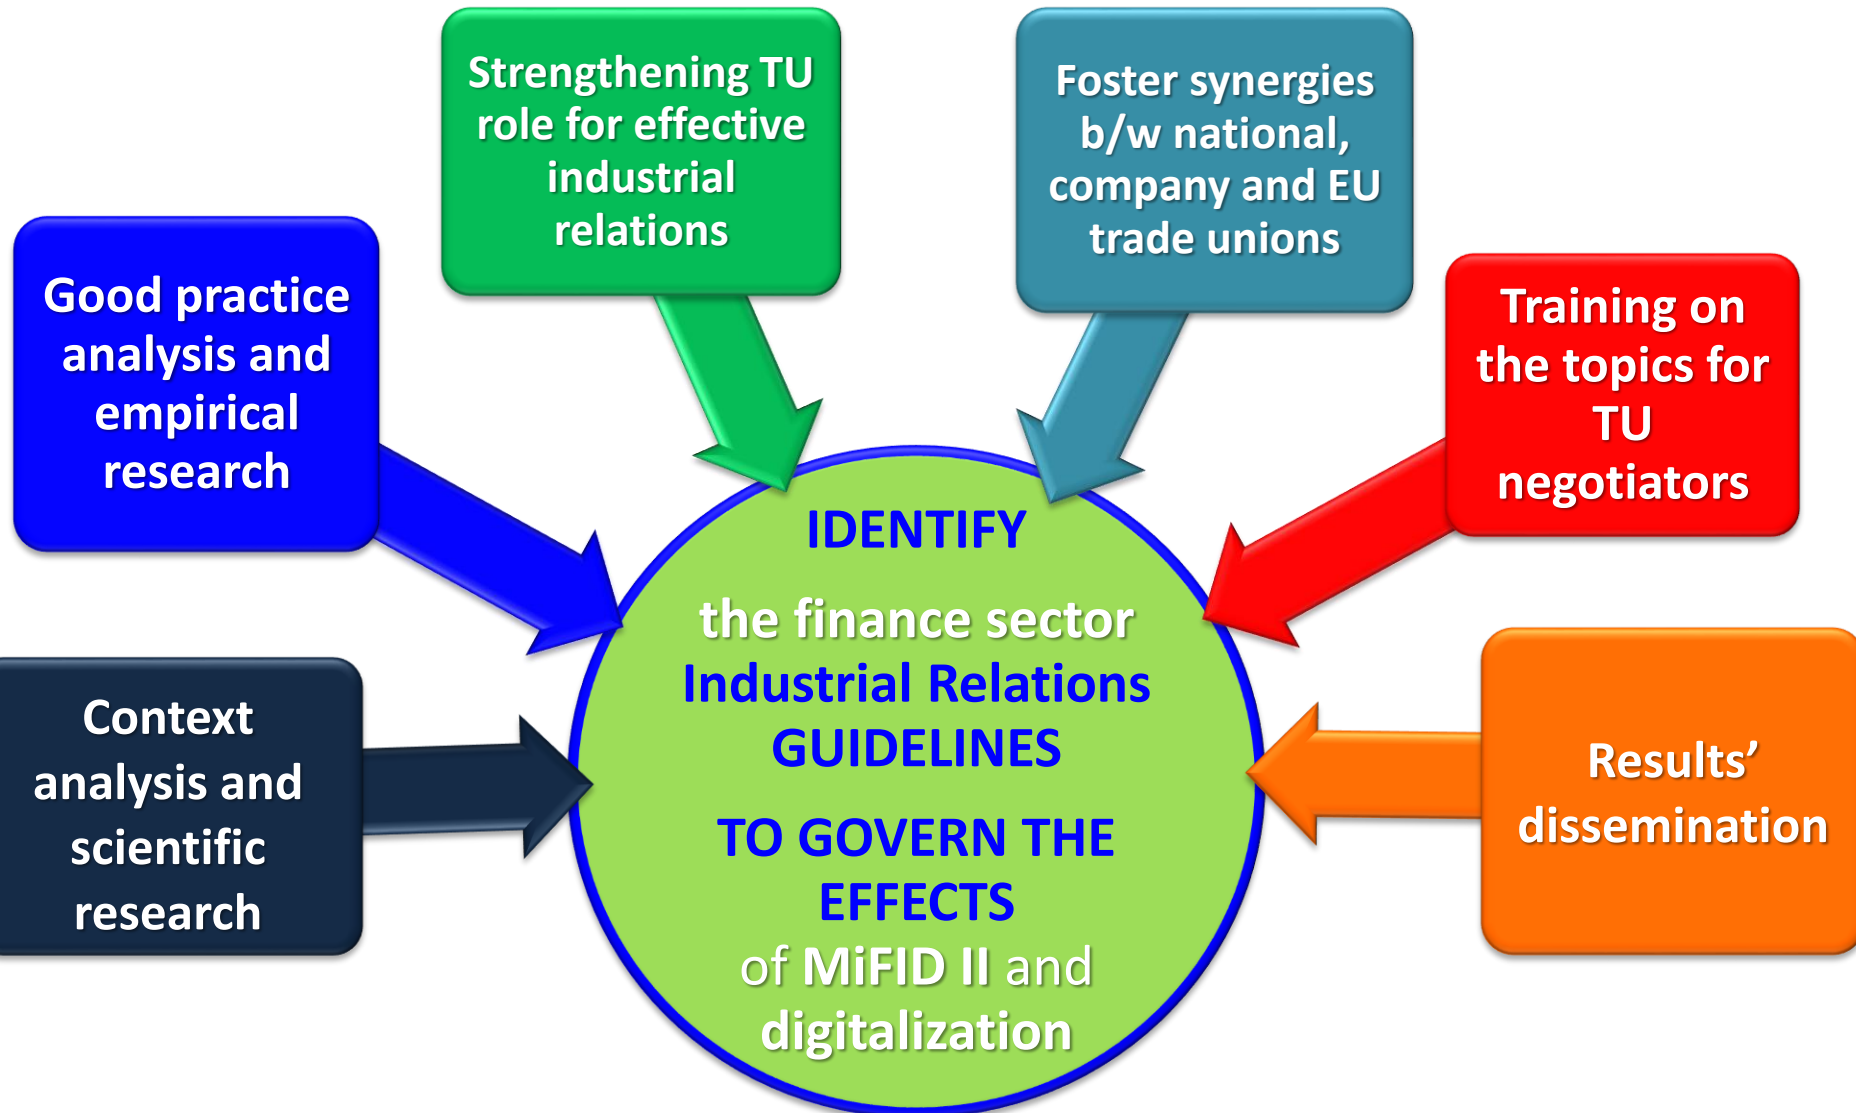 Strengthening TU
role for effective
industrial
relations
Foster synergies
b/w national,
company and EU
trade unions
Good practice
analysis and
empirical
research
Training on
the topics for
TU
negotiators
Context
analysis and
scientific
research
Results’
dissemination
IDENTIFY
the finance sector
Industrial Relations
GUIDELINES
TO GOVERN THE
EFFECTS
of MiFID II and
digitalization